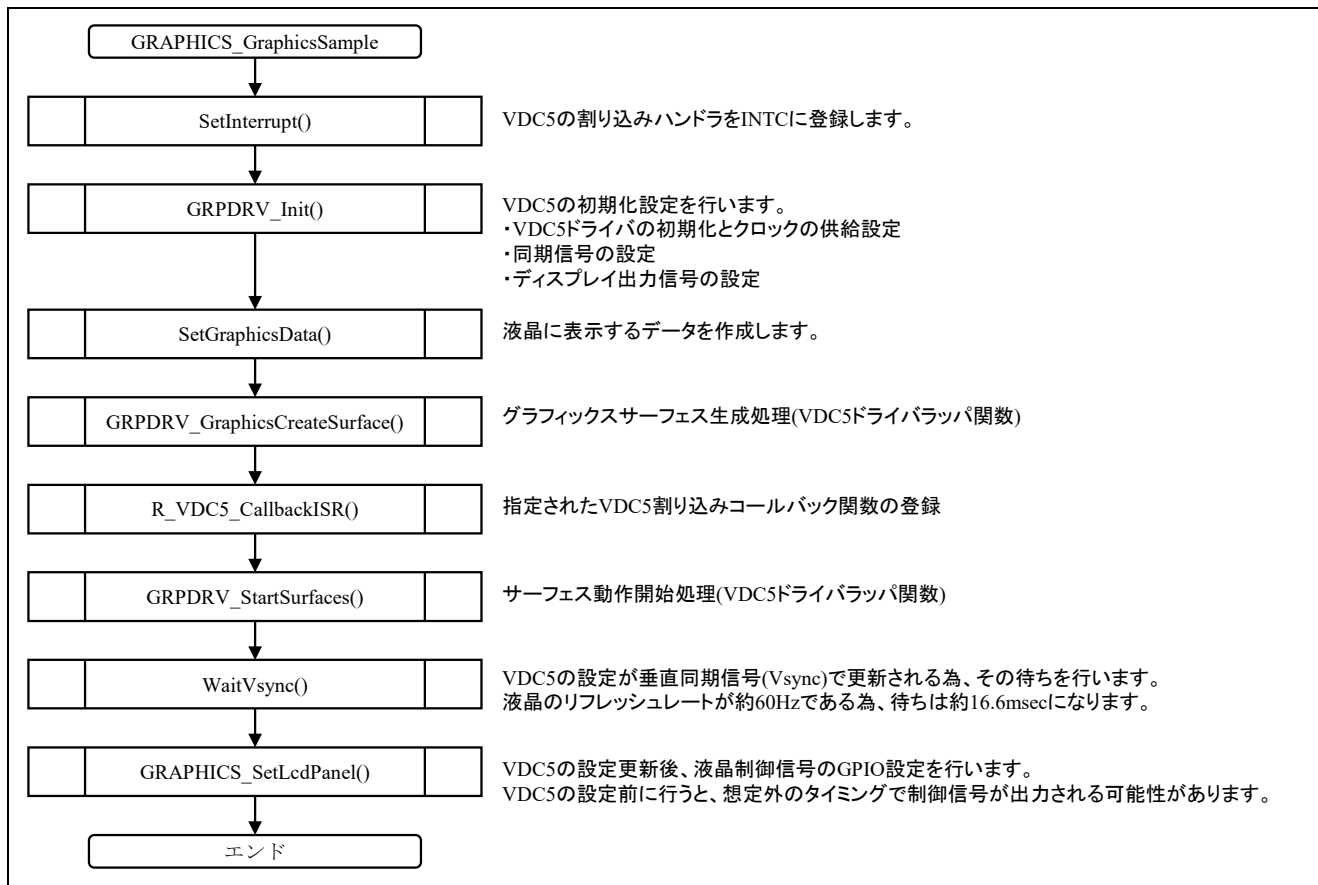 GRAPHICS_GraphicsSample
SetInterrupt()
VDC5の割り込みハンドラをINTCに登録します。
GRPDRV_Init()
VDC5の初期化設定を行います。
・VDC5ドライバの初期化とクロックの供給設定
・同期信号の設定
・ディスプレイ出力信号の設定
SetGraphicsData()
液晶に表示するデータを作成します。
GRPDRV_GraphicsCreateSurface()
グラフィックスサーフェス生成処理(VDC5ドライバラッパ関数)
R_VDC5_CallbackISR()
指定されたVDC5割り込みコールバック関数の登録
GRPDRV_StartSurfaces()
サーフェス動作開始処理(VDC5ドライバラッパ関数)
WaitVsync()
VDC5の設定が垂直同期信号(Vsync)で更新される為、その待ちを行います。
液晶のリフレッシュレートが約60Hzである為、待ちは約16.6msecになります。
GRAPHICS_SetLcdPanel()
VDC5の設定更新後、液晶制御信号のGPIO設定を行います。
VDC5の設定前に行うと、想定外のタイミングで制御信号が出力される可能性があります。
エンド